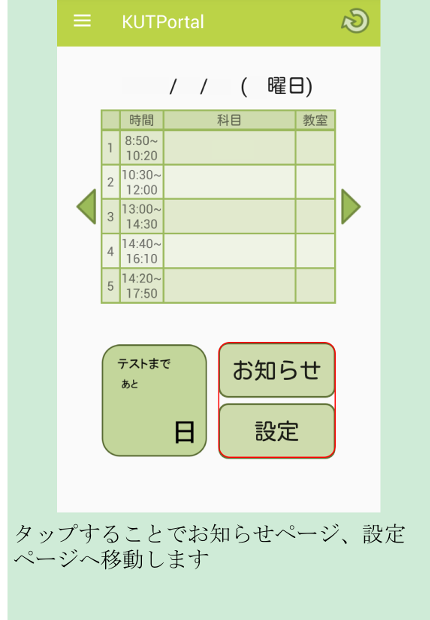 KUTPortal
/ / ( 曜日)
時間 科目 教室
1 8:50~
10:20
2 10:30~
12:00
3 13:00~
14:30
4 14:40~
16:10
5 14:20~
17:50
テストまで
あと
日
お知らせ
設定
タップすることでお知らせページ、設定
ページへ移動します